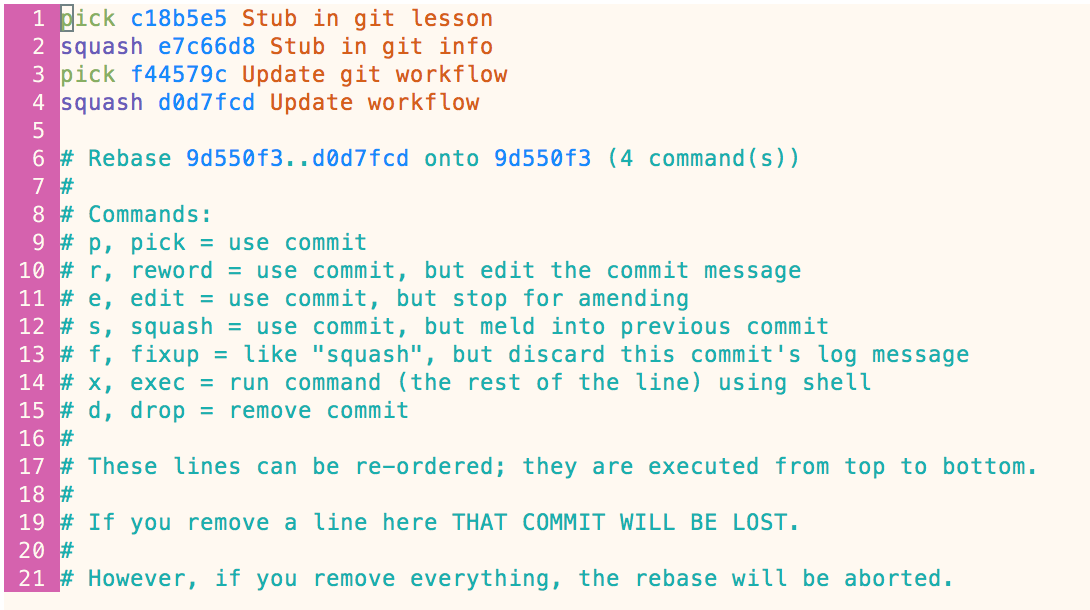 1 pick c18b5e5 Stub in git lesson
2 squash e7c66d8 Stub in git info
3 pick f44579c Update git workflow
4 squash d0d7fcd Update workflow
5
6 # Rebase 9d550f3..d0d7fcd onto 9d550f3 (4 command(s))
7 #
8 # Commands:
9 # p, pick = use commit
10 # r, reword = use commit, but edit the commit message
11 # e, edit = use commit, but stop for amending
12 # s, squash = use commit, but meld into previous commit
13 # f, fixup = like "squash", but discard this commit's log message
14 # x, exec = run command (the rest of the line) using shell
15 # d, drop = remove commit
16 #
17 # These lines can be re-ordered; they are executed from top to bottom.
18 #
19 # If you remove a line here THAT COMMIT WILL BE LOST.
20 #
21 # However, if you remove everything, the rebase will be aborted.